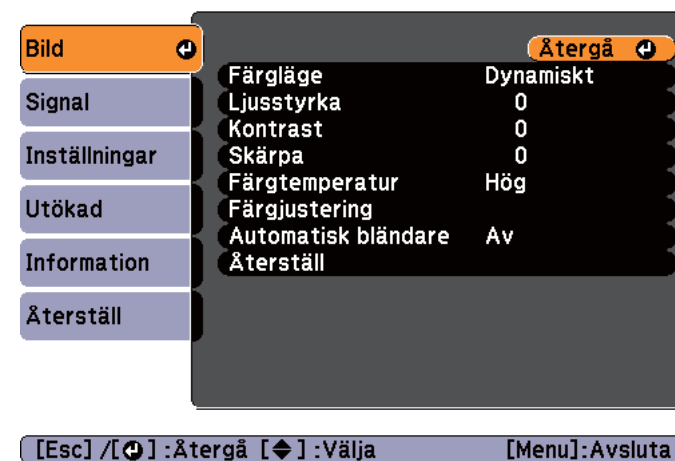 Bild
Signal
Inställningar
Utökad
Information
Återställ
Återgå
Färgläge Dynamiskt
Ljusstyrka 0
Kontrast 0
Skärpa 0
Färgtemperatur Hög
Färgjustering
Automatisk bländare Av
Återställ
[Esc] /[⏎] :Återgå [◆] :Välja [Menu]:Avsluta